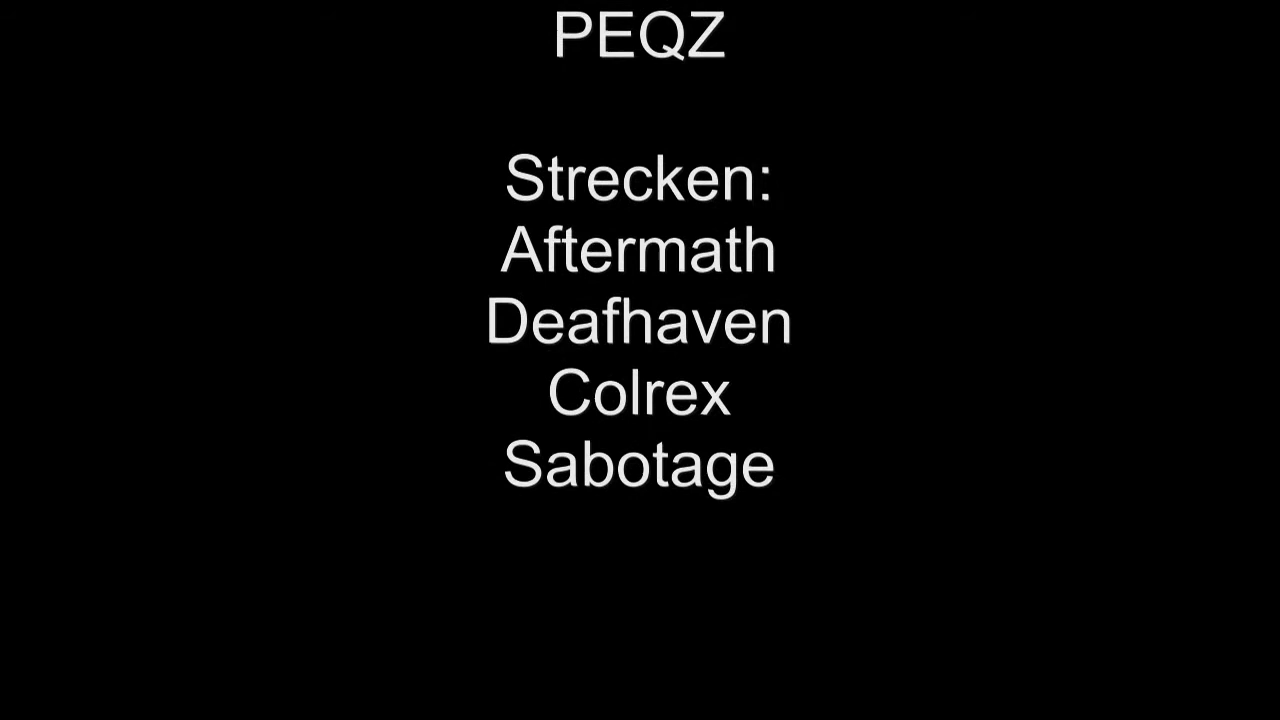 PEQZ
Strecken:
Aftermath
Deafhaven
Colrex
Sabotage